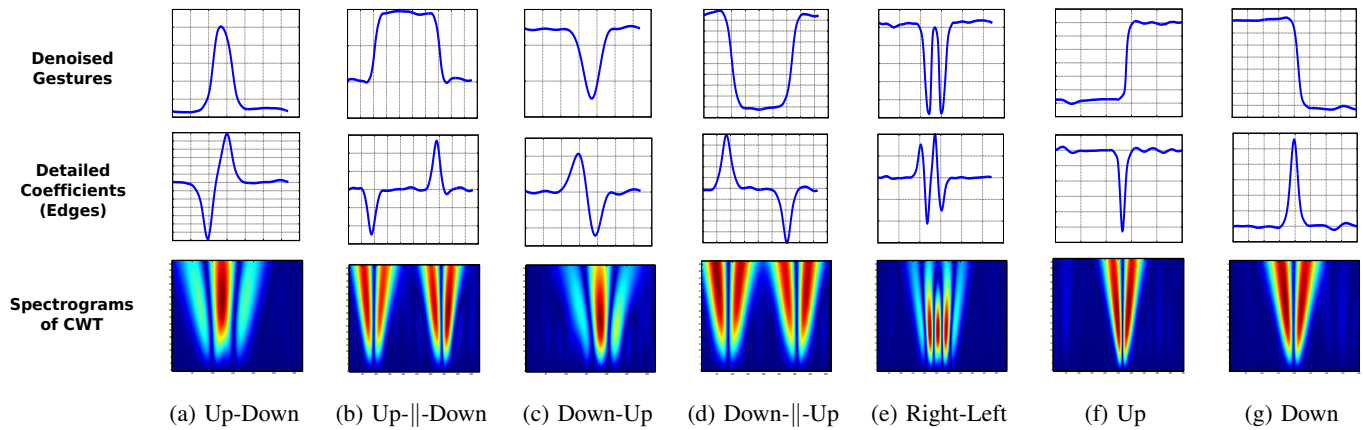 Denoised
Gestures
Detailed
Coefficients
(Edges)
Spectrograms
of CWT
(a) Up-Down
(b) Up-||-Down
(c) Down-Up
(d) Down-||-Up
(e) Right-Left
(f) Up
(g) Down